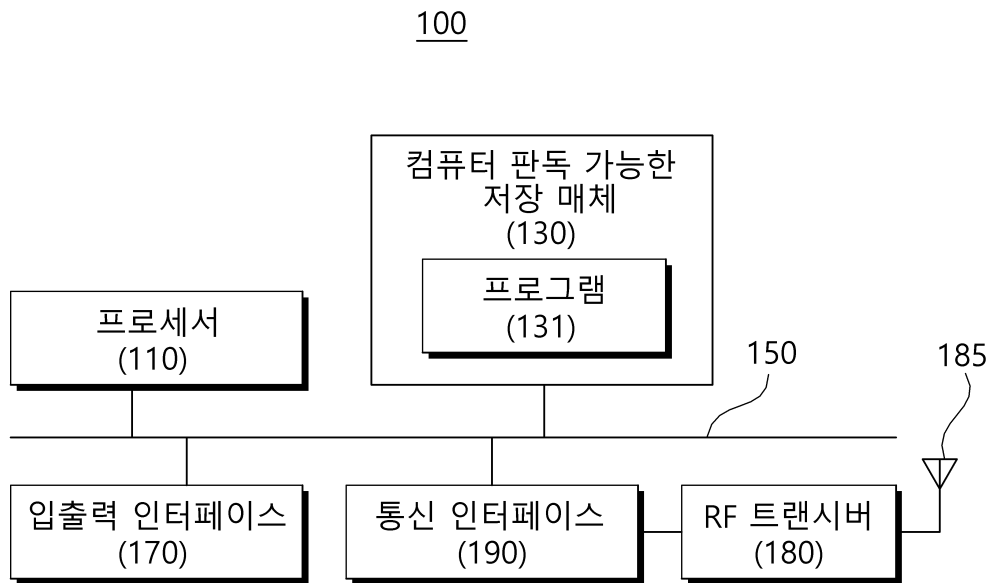 100
컴퓨터 판독 가능한
저장 매체
(130)
프로그램
(131)
프로세서
(110)
150
185
입출력 인터페이스
(170)
통신 인터페이스
(190)
RF 트랜시버
(180)